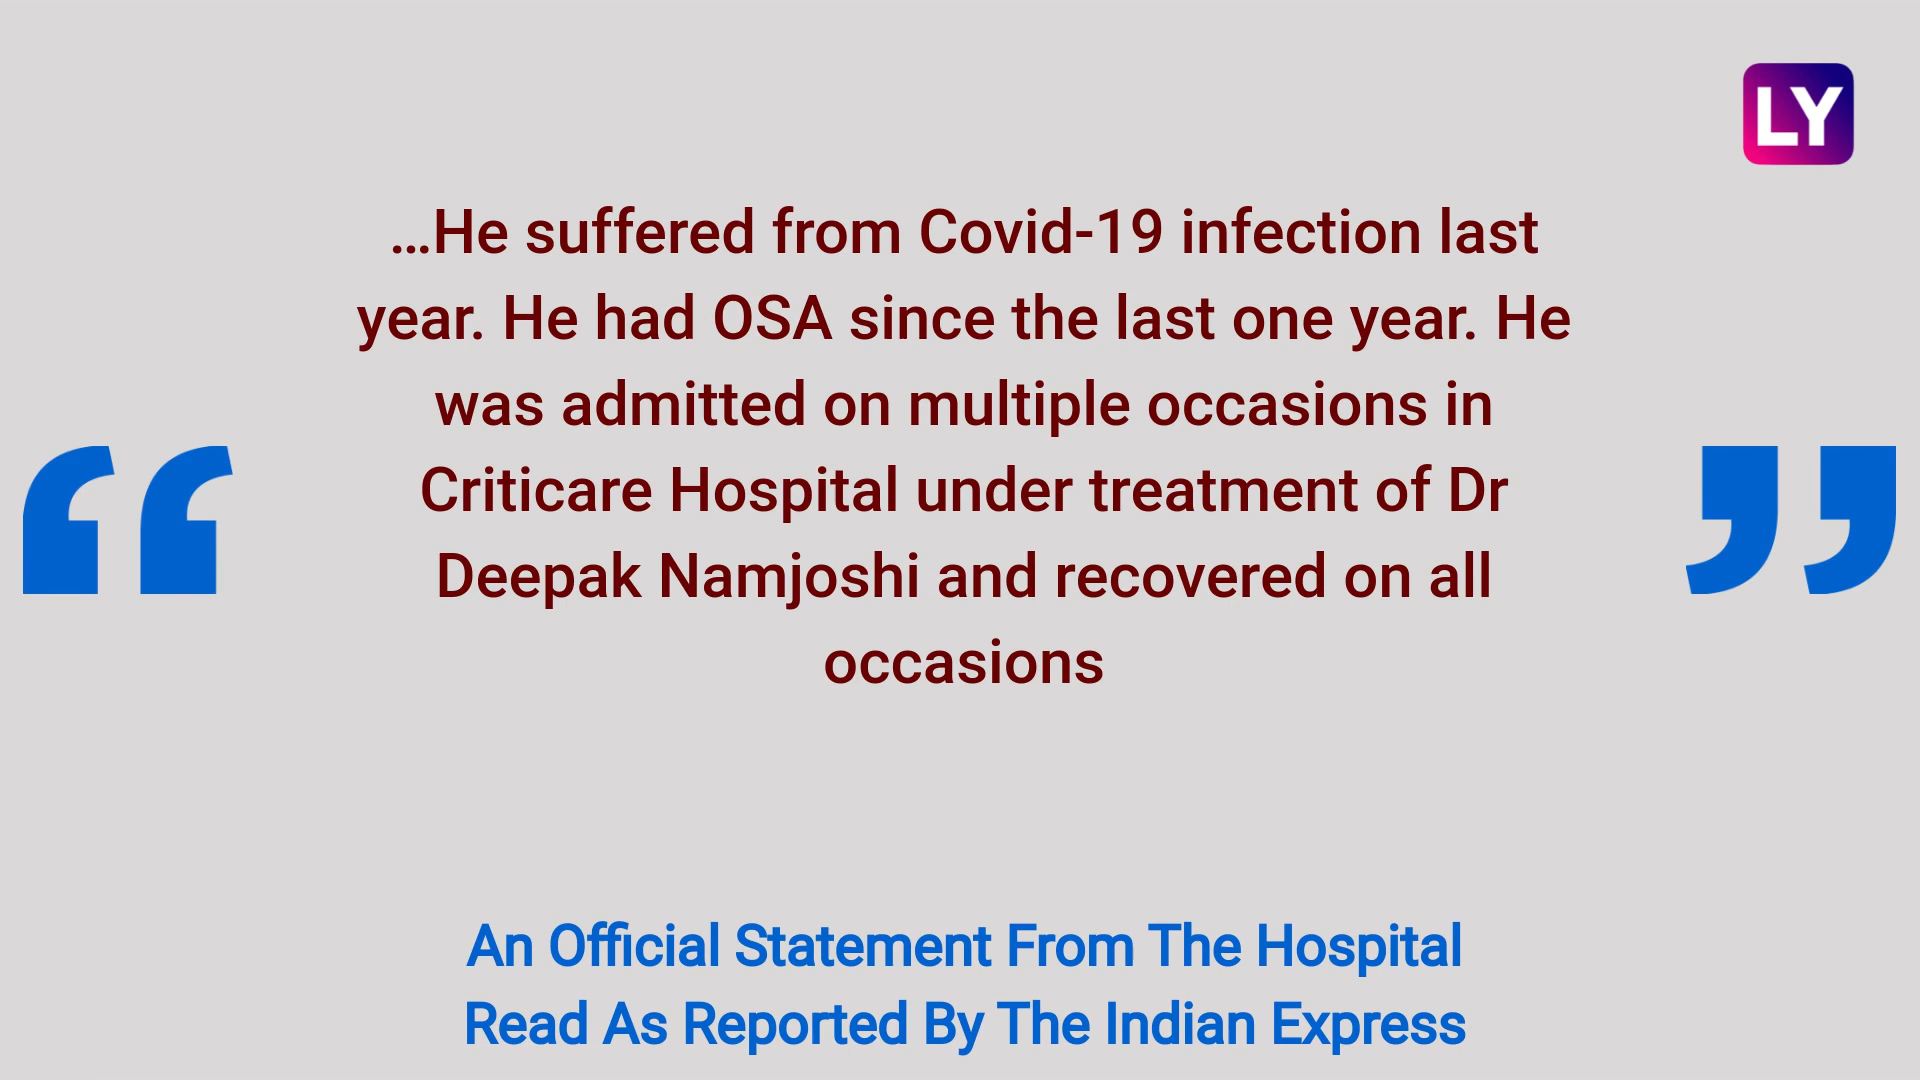 LY
...He suffered from Covid-19 infection last
year. He had OSA since the last one year. He
was admitted on multiple occasions in
Criticare Hospital under treatment of Dr
Deepak Namjoshi and recovered on all
occasions
An Official Statement From The Hospital
Read As Reported By The Indian Express